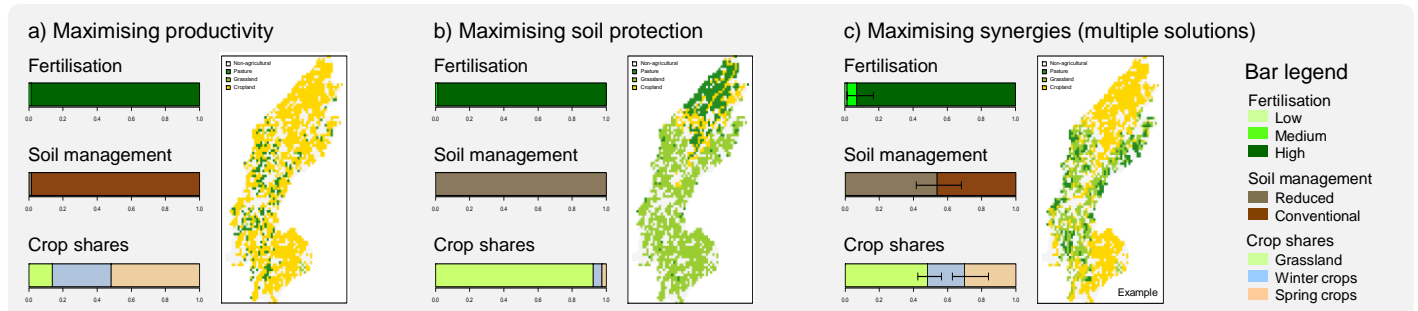 a) Maximising productivity
Fertilisation
0.0 0.2 0.4 0.6 0.8 1.0
Soil management
0.0 0.2 0.4 0.6 0.8 1.0
Crop shares
0.0 0.2 0.4 0.6 0.8 1.0
Non-agricultural
Pasture
Grassland
Cropland
b) Maximising soil protection
Fertilisation
0.0 0.2 0.4 0.6 0.8 1.0
Soil management
0.0 0.2 0.4 0.6 0.8 1.0
Crop shares
0.0 0.2 0.4 0.6 0.8 1.0
Non-agricultural
Pasture
Grassland
Cropland
c) Maximising synergies (multiple solutions)
Fertilisation
0.0 0.2 0.4 0.6 0.8 1.0
Soil management
0.0 0.2 0.4 0.6 0.8 1.0
Crop shares
0.0 0.2 0.4 0.6 0.8 1.0
Non-agricultural
Pasture
Grassland
Cropland
Example
Bar legend
Fertilisation
Low
Medium
High
Soil management
Reduced
Conventional
Crop shares
Grassland
Winter crops
Spring crops